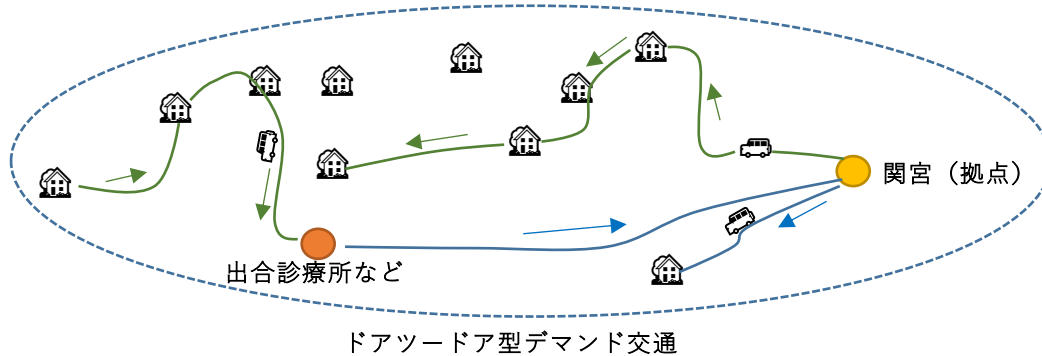 関宮（拠点）
出合診療所など
ドアツードア型デマンド交通